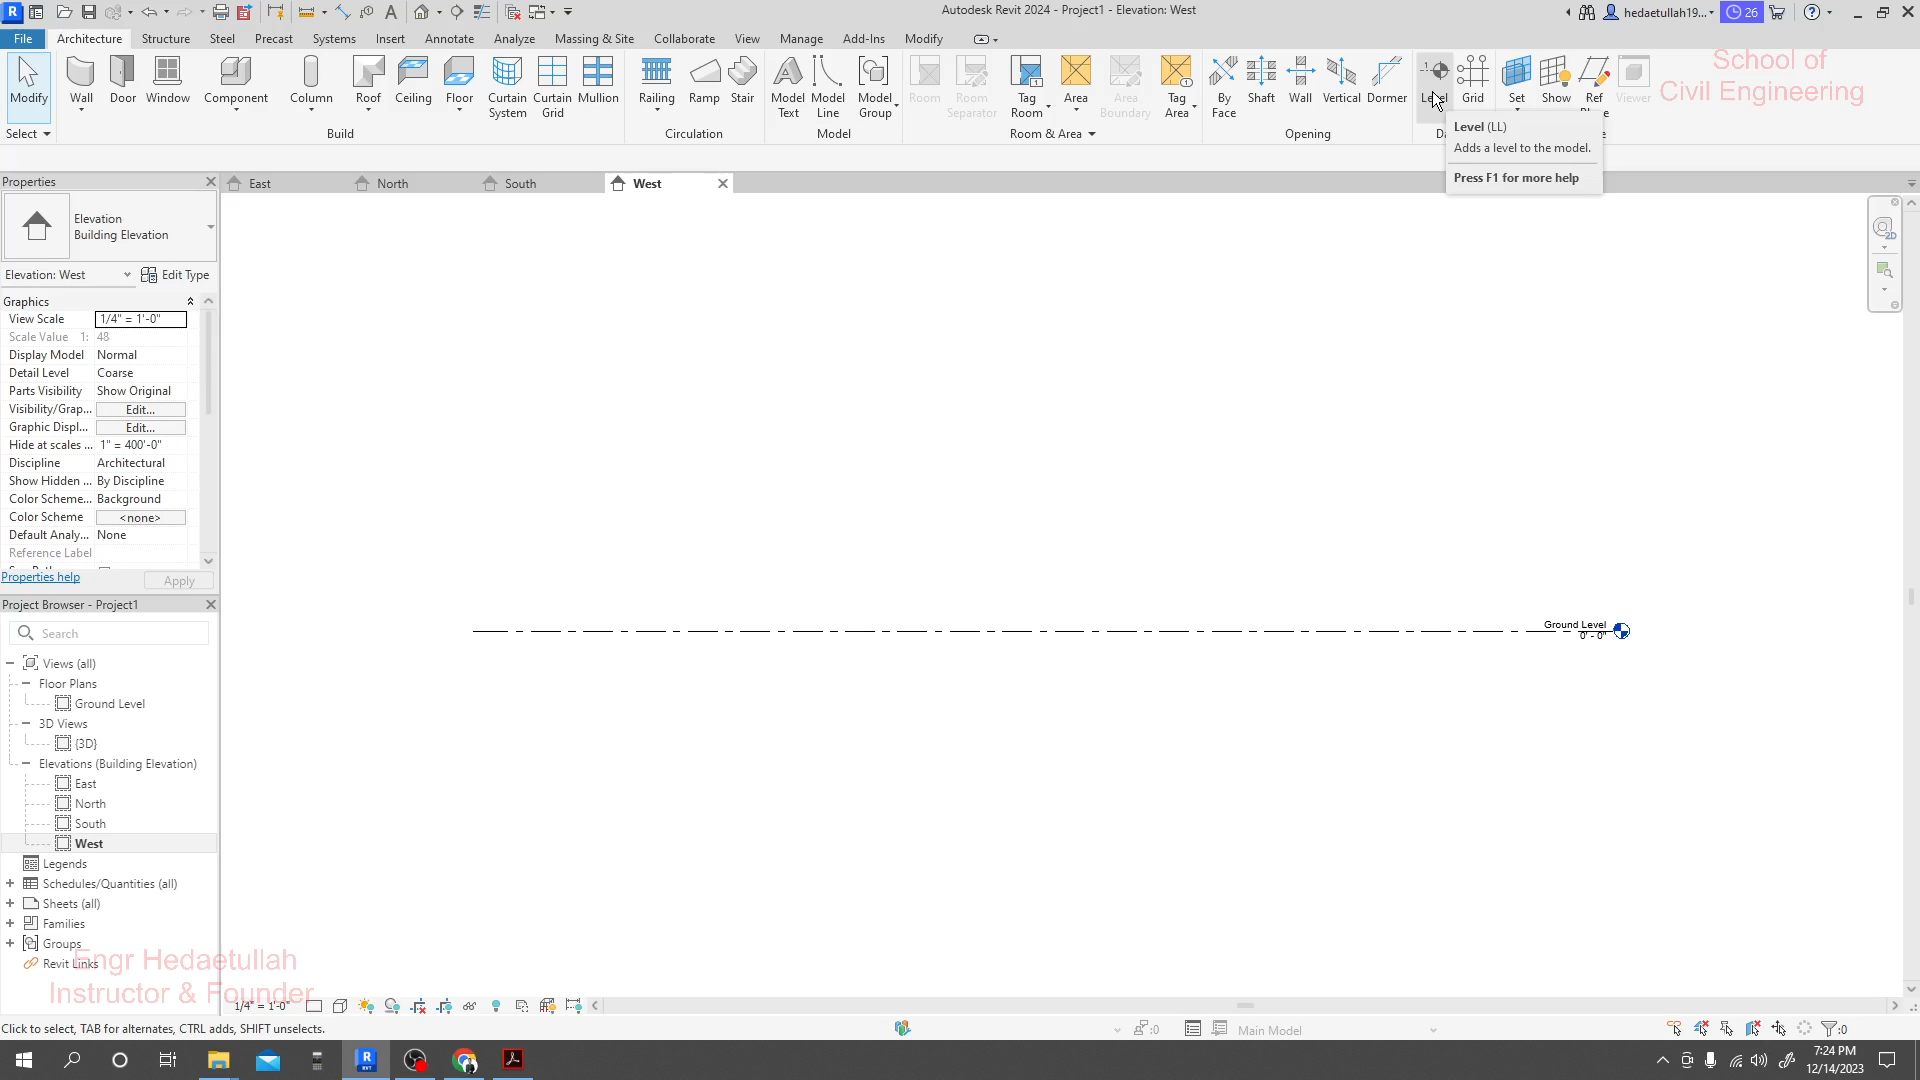 Autodesk Revit 2024 - Project1 - Elevation: West
hedaetullah19...
26
File Architecture Structure Steel Precast Systems Insert Annotate Analyze Massing & Site Collaborate View Manage Add-Ins Modify
School of
Civil Engineering
Modify Wall Door Window Component Column Roof Ceiling Floor Curtain System Curtain Grid Mullion Railing Ramp Stair Model Text Model Line Model Group Room Room Separator Tag Room Area Area Boundary Tag Area By Face Shaft Wall Vertical Dormer Level Grid Set Show Ref Viewer
Select Build Circulation Model Room & Area Opening
Level (LL)
Adds a level to the model.
Press F1 for more help
Properties
East North South West
Elevation
Building Elevation
Elevation: West Edit Type
Graphics
View Scale 1/4" = 1'-0"
Scale Value 1: 48
Display Model Normal
Detail Level Coarse
Parts Visibility Show Original
Visibility/Grap... Edit...
Graphic Displ... Edit...
Hide at scales ... 1" = 400'-0"
Discipline Architectural
Show Hidden ... By Discipline
Color Scheme... Background
Color Scheme <none>
Default Analy... None
Reference Label
Properties help Apply
Project Browser - Project1
Search
Views (all)
Floor Plans
Ground Level
3D Views
{3D}
Elevations (Building Elevation)
East
North
South
West
Legends
Schedules/Quantities (all)
Sheets (all)
Families
Groups
Revit Links
Engr Hedaetullah
Instructor & Founder
Ground Level
0' - 0"
1/4" = 1'-0"
Click to select, TAB for alternates, CTRL adds, SHIFT unselects.
:0
Main Model
:0
7:24 PM
12/14/2023